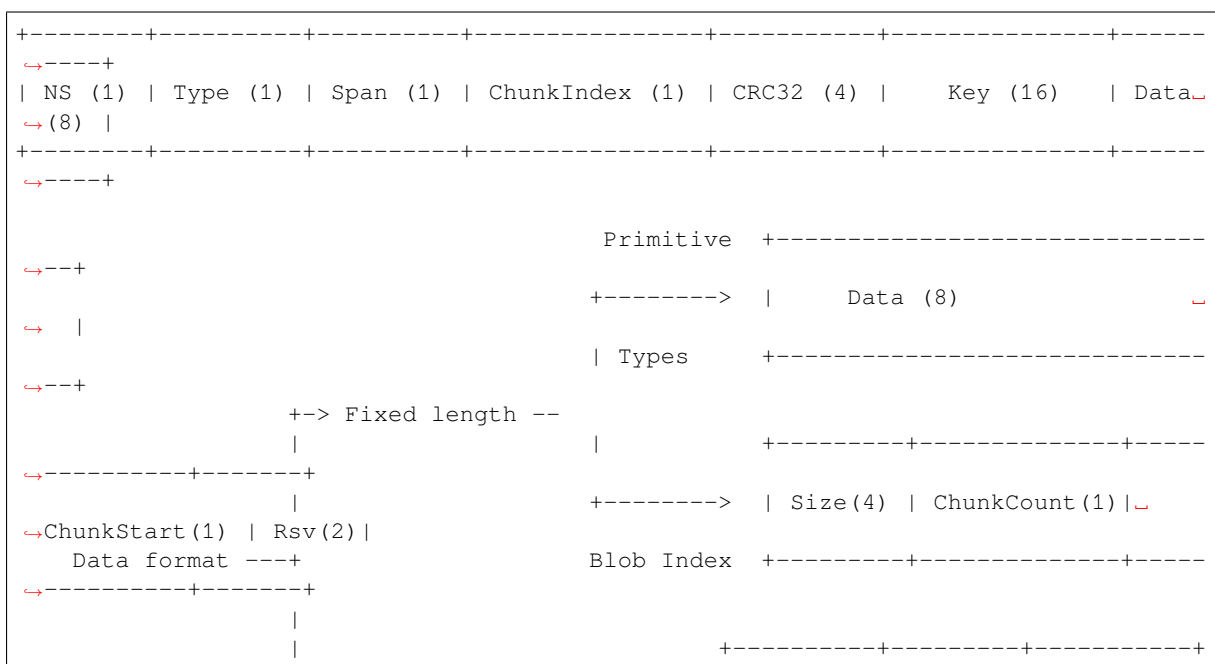 +--------+----------+----------+----------------+-----------+---------------+------
↪----+
| NS (1) | Type (1) | Span (1) | ChunkIndex (1) | CRC32 (4) |    Key (16)   | Data␣
↪(8) |
+--------+----------+----------+----------------+-----------+---------------+------
↪----+
                                         Primitive  +------------------------------
↪--+
                                        +-------->  |     Data (8)                ␣
↪  |
                                        | Types     +------------------------------
↪--+
                   +-> Fixed length --
                   |                    |           +---------+--------------+-----
↪----------+-------+
                   |                    +-------->  | Size(4) | ChunkCount(1)|␣
↪ChunkStart(1) | Rsv(2)|
    Data format ---+                    Blob Index  +---------+--------------+-----
↪----------+-------+
                   |
                   |                             +----------+---------+-----------+